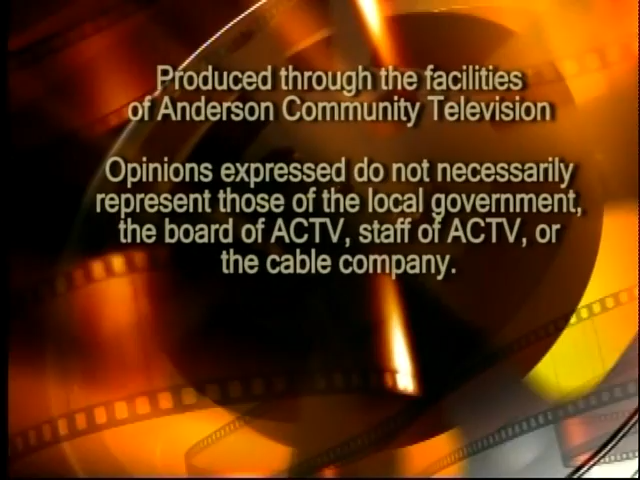 Produced through the facilities
of Anderson Community Television
Opinions expressed do not necessarily
represent those of the local government,
the board of ACTV, staff of ACTV, or
the cable company.